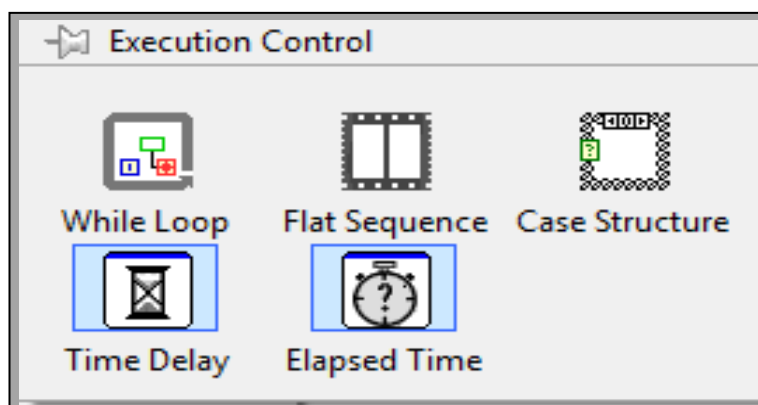 Execution Control
While Loop Flat Sequence Case Structure
?
Time Delay Elapsed Time
?